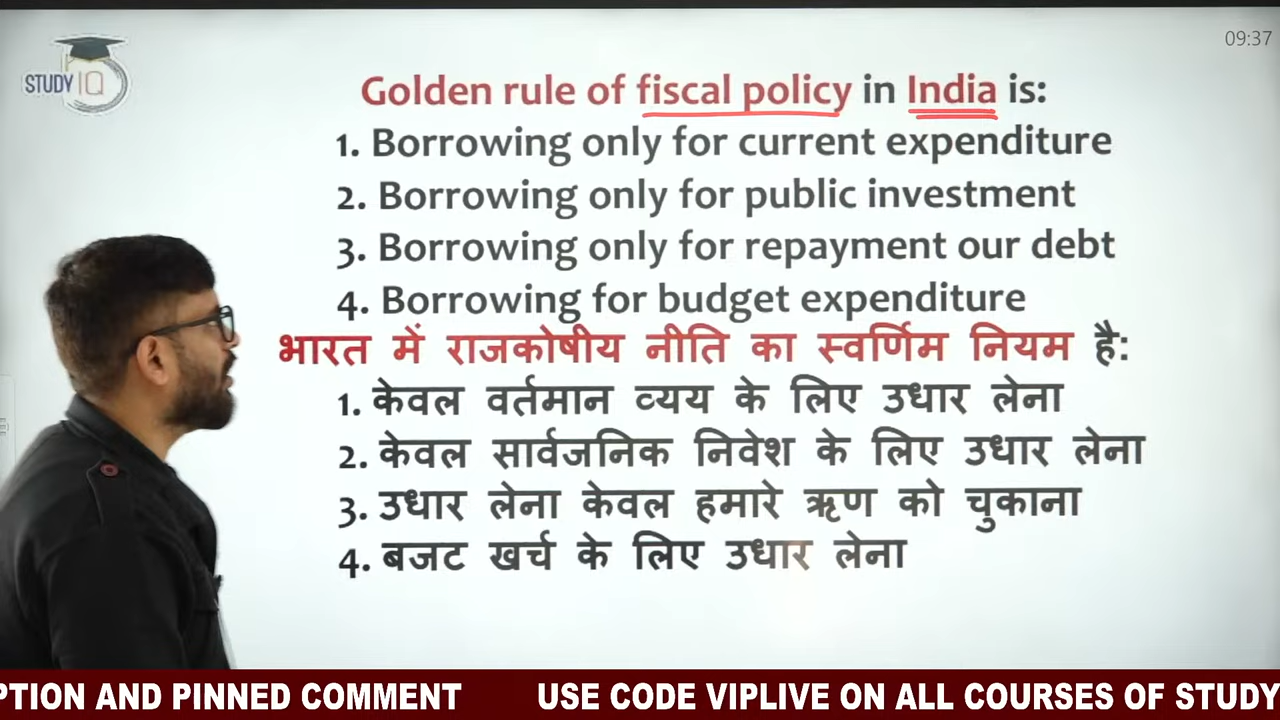 STUDY IQ
09:37
Golden rule of fiscal policy in India is:
1. Borrowing only for current expenditure
2. Borrowing only for public investment
3. Borrowing only for repayment our debt
4. Borrowing for budget expenditure
भारत में राजकोषीय नीति का स्वर्णिम नियम है:
1. केवल वर्तमान व्यय के लिए उधार लेना
2. केवल सार्वजनिक निवेश के लिए उधार लेना
3. उधार लेना केवल हमारे ऋण को चुकाना
4. बजट खर्च के लिए उधार लेना
PTION AND PINNED COMMENT USE CODE VIPLIVE ON ALL COURSES OF STUDY